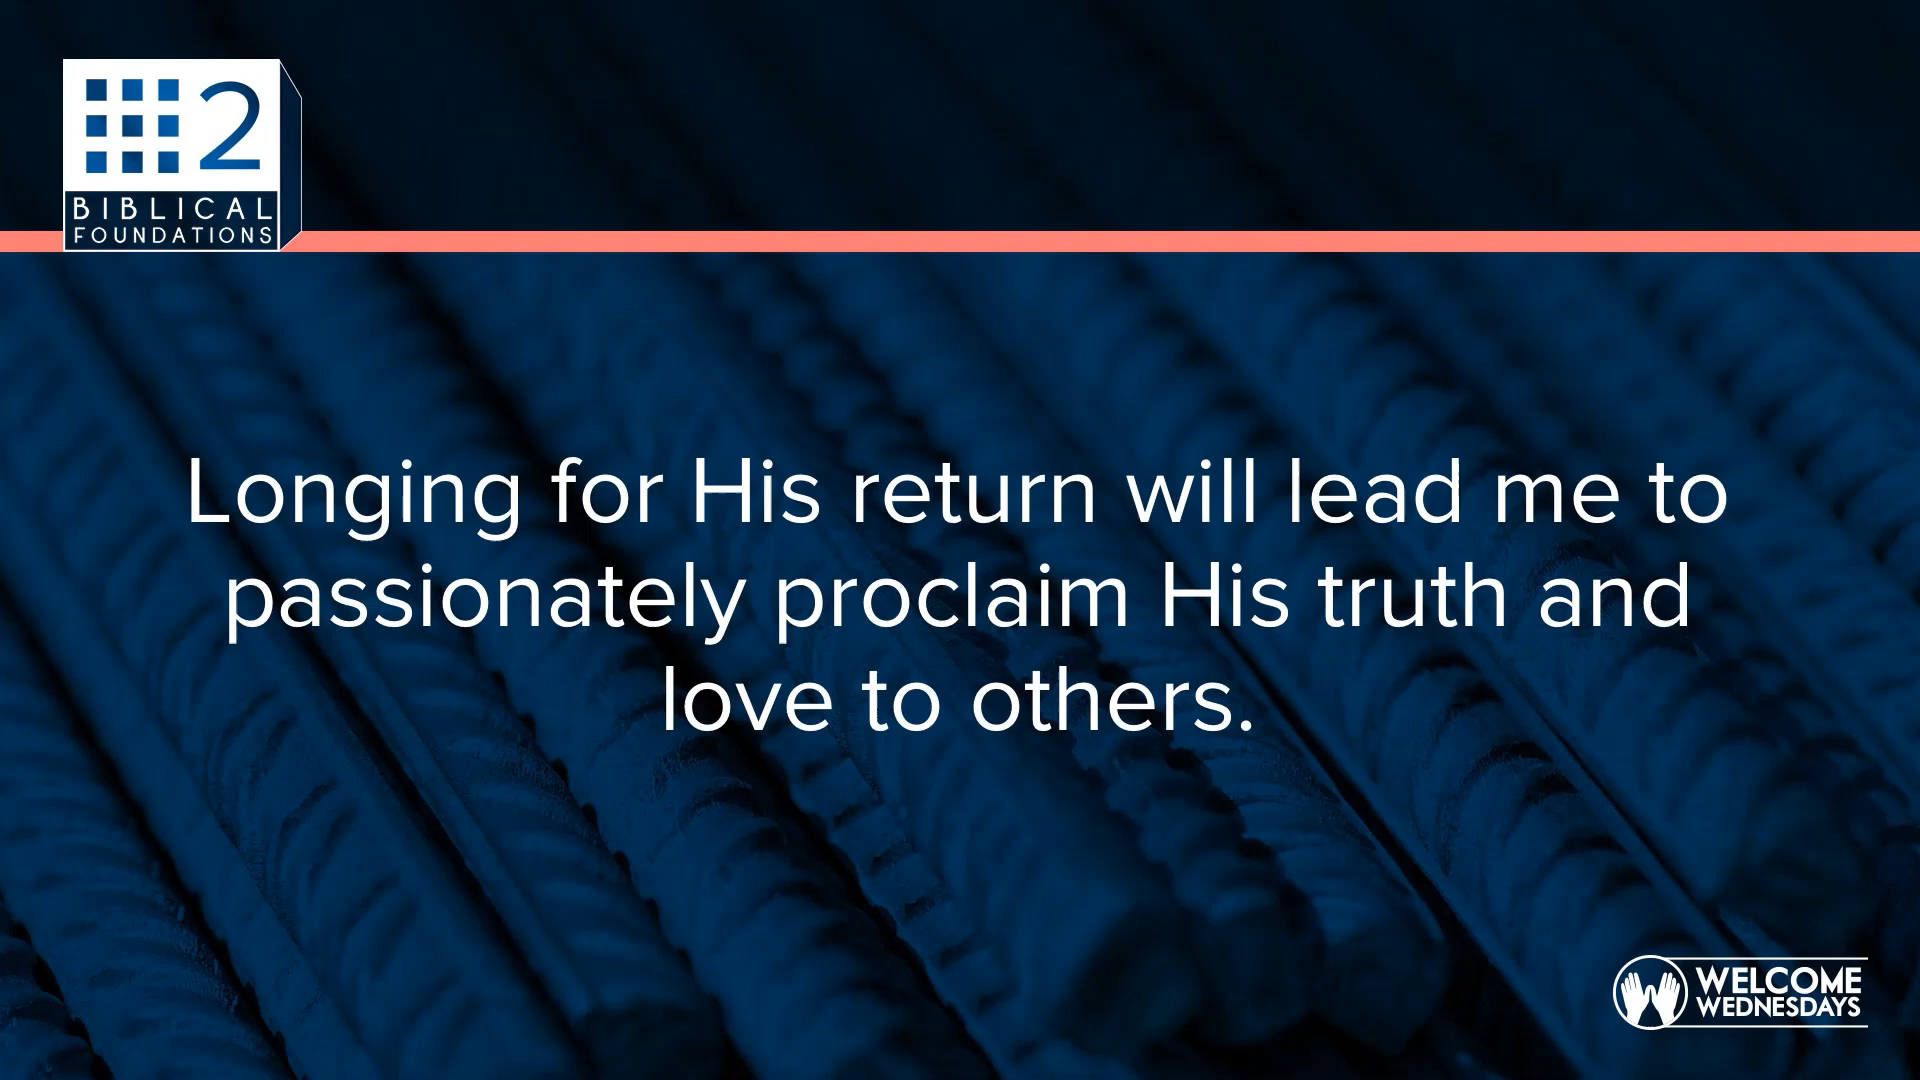 2
BIBLICAL
FOUNDATIONS
Longing for His return will lead me to
passionately proclaim His truth and
love to others.
WELCOME
WEDNESDAYS